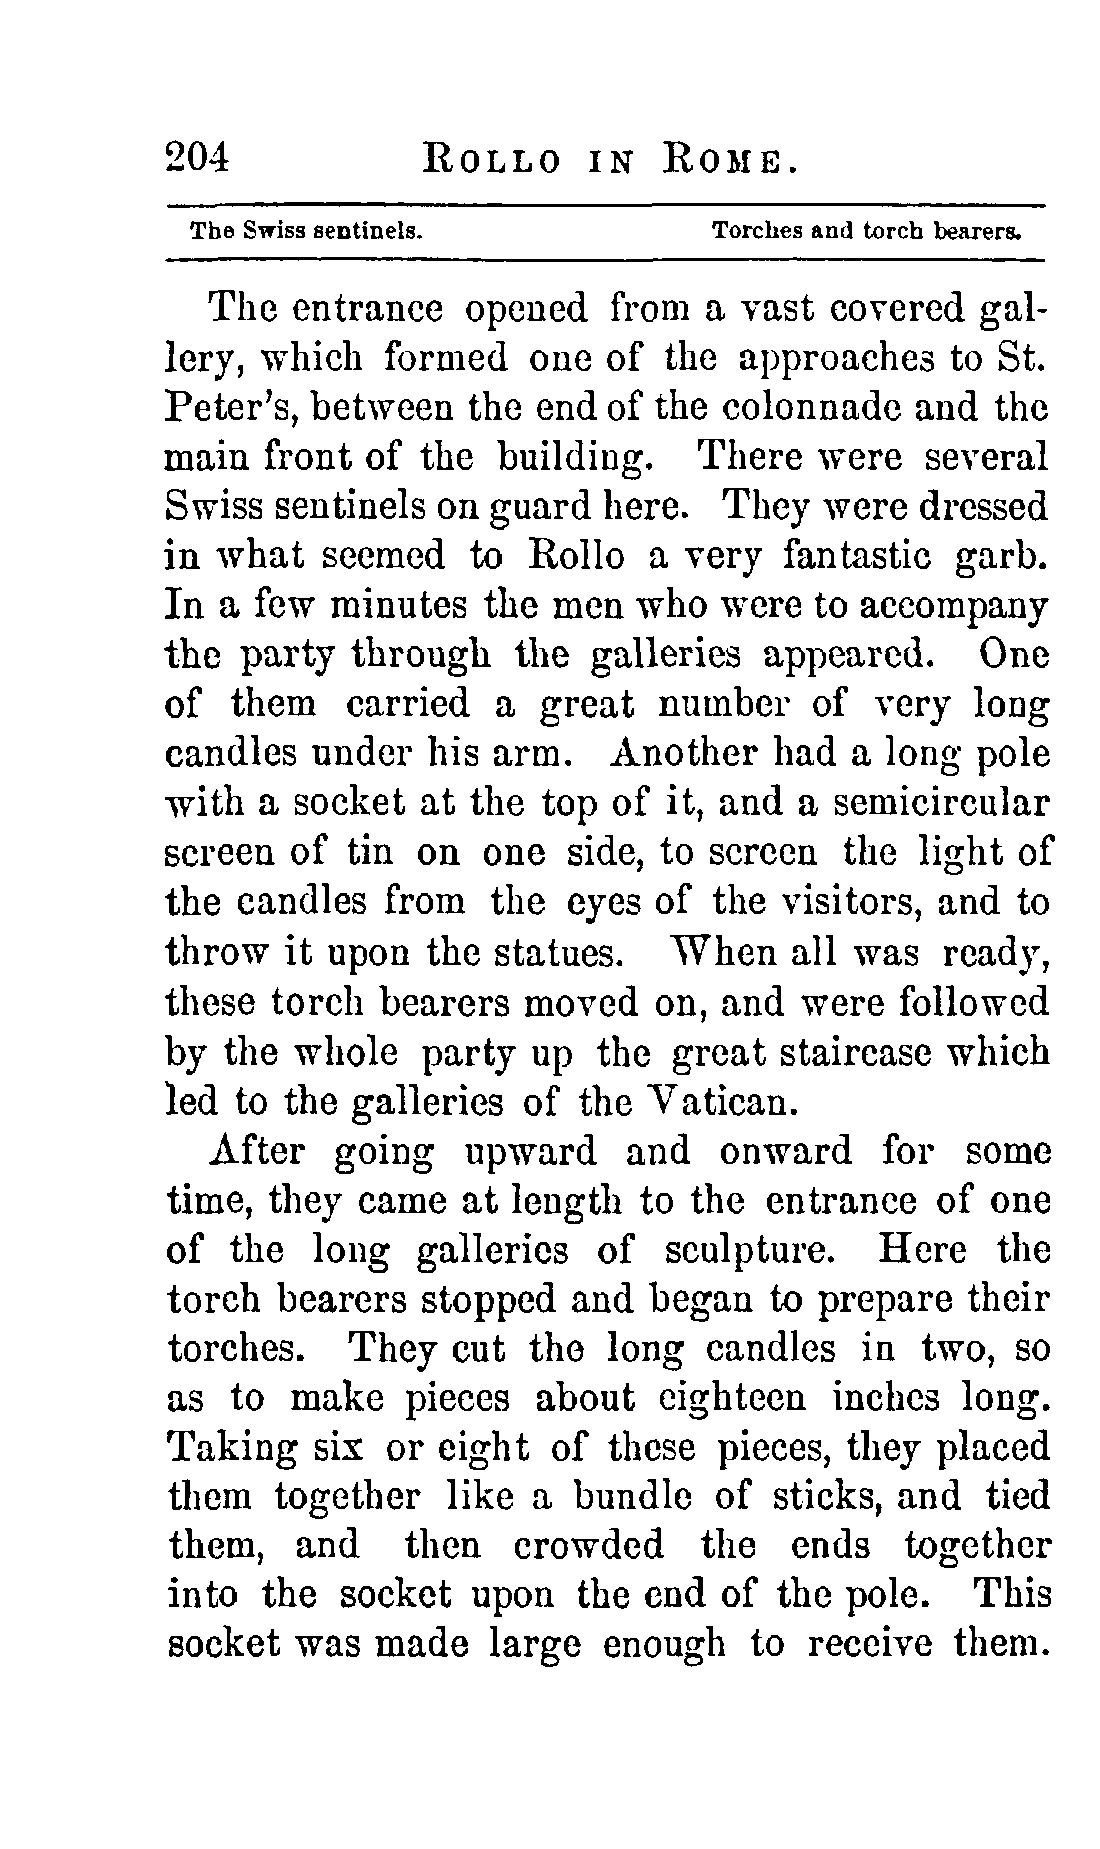 204 ROLLO IN ROME.
The Swiss sentinels. Torches and torch bearers.
The entrance opened from a vast covered gal-
lery, which formed one of the approaches to St.
Peter's, between the end of the colonnade and the
main front of the building. There were several
Swiss sentinels on guard here. They were dressed
in what seemed to Rollo a very fantastic garb.
In a few minutes the men who were to accompany
the party through the galleries appeared. One
of them carried a great number of very long
candles under his arm. Another had a long pole
with a socket at the top of it, and a semicircular
screen of tin on one side, to screen the light of
the candles from the eyes of the visitors, and to
throw it upon the statues. When all was ready,
these torch bearers moved on, and were followed
by the whole party up the great staircase which
led to the galleries of the Vatican.
After going upward and onward for some
time, they came at length to the entrance of one
of the long galleries of sculpture. Here the
torch bearers stopped and began to prepare their
torches. They cut the long candles in two, so
as to make pieces about eighteen inches long.
Taking six or eight of these pieces, they placed
them together like a bundle of sticks, and tied
them, and then crowded the ends together
into the socket upon the end of the pole. This
socket was made large enough to receive them.